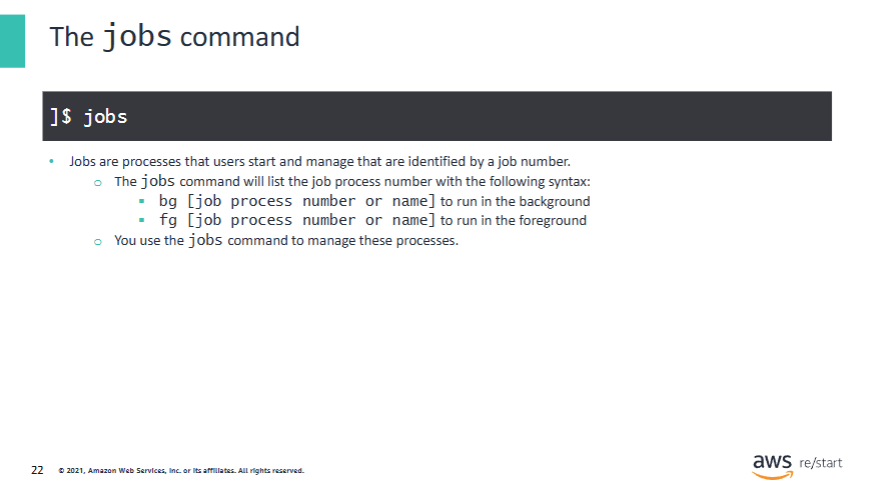 The jobs command
]$ jobs
• Jobs are processes that users start and manage that are identified by a job number.
o The jobs command will list the job process number with the following syntax:
▪ bg [job process number or name] to run in the background
▪ fg [job process number or name] to run in the foreground
o You use the jobs command to manage these processes.
22 © 2021, Amazon Web Services, Inc. or its affiliates. All rights reserved.
aws re/start